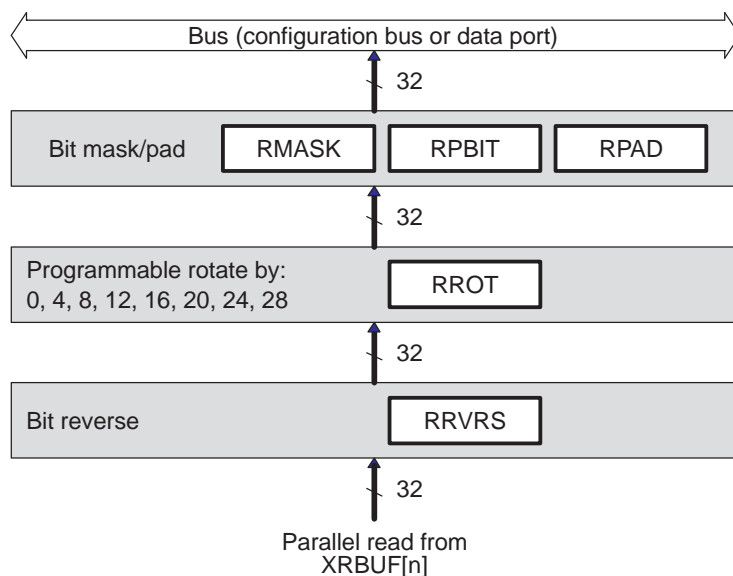 Bus (configuration bus or data port)
32
Bit mask/pad RMASK RPBIT RPAD
32
Programmable rotate by:
0, 4, 8, 12, 16, 20, 24, 28
RROT
32
Bit reverse RRVRS
32
Parallel read from
XRBUF[n]